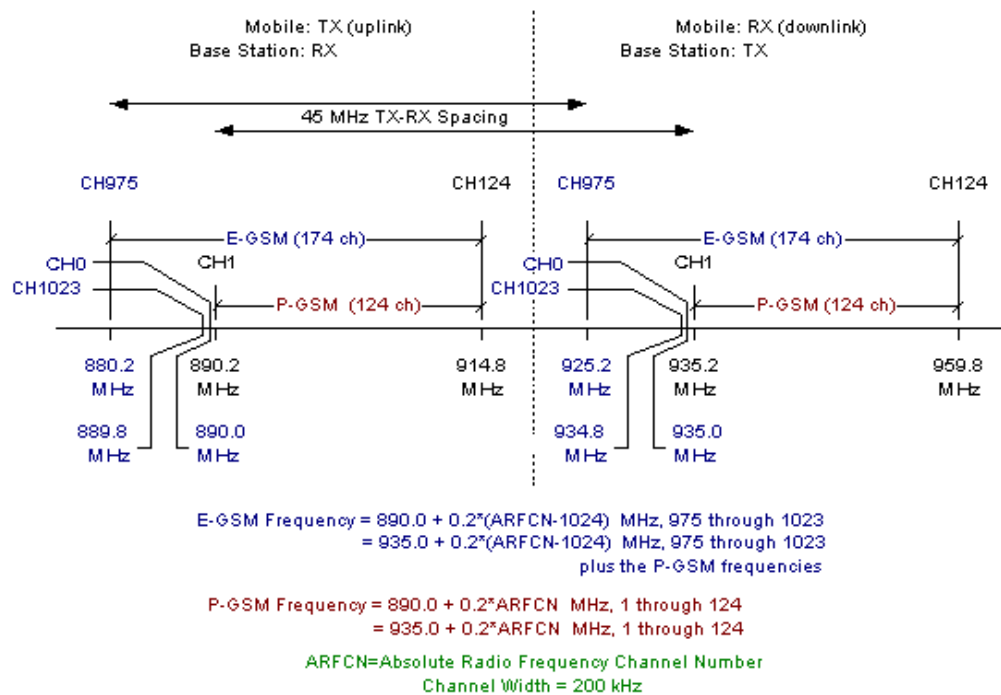 Mobile: TX (uplink)
Base Station: RX
Mobile: RX (downlink)
Base Station: TX
45 MHz TX-RX Spacing
CH975
CH124
CH975
CH124
E-GSM (174 ch)
E-GSM (174 ch)
CH0
CH1
CH0
CH1
CH1023
P-GSM (124 ch)
CH1023
P-GSM (124 ch)
880.2
MHz
890.2
MHz
914.8
MHz
925.2
MHz
935.2
MHz
959.8
MHz
889.8
MHz
890.0
MHz
934.8
MHz
935.0
MHz
E-GSM Frequency = 890.0 + 0.2*(ARFCN-1024) MHz, 975 through 1023
= 935.0 + 0.2*(ARFCN-1024) MHz, 975 through 1023
plus the P-GSM frequencies
P-GSM Frequency = 890.0 + 0.2*ARFCN MHz, 1 through 124
= 935.0 + 0.2*ARFCN MHz, 1 through 124
ARFCN=Absolute Radio Frequency Channel Number
Channel Width = 200 kHz